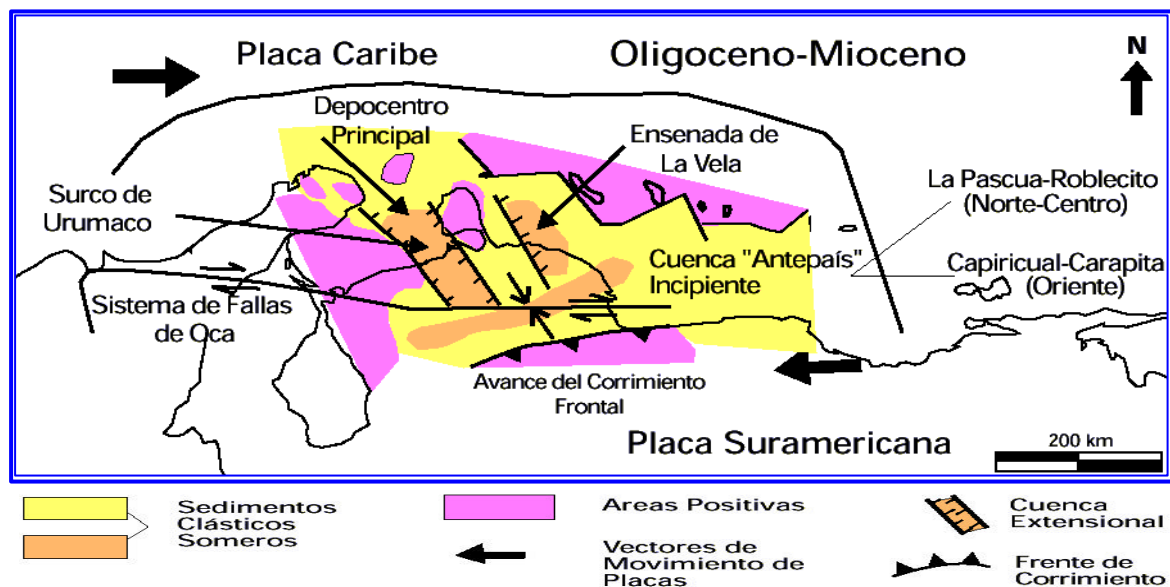 Placa Caribe
Oligoceno-Mioceno
N
Depocentro
Principal
Ensenada de
La Vela
La Pascua-Roblecito
(Norte-Centro)
Surco de
Urumaco
Cuenca "Antepaís"
Incipiente
Capiricual-Carapita
(Oriente)
Sistema de Fallas
de Oca
Avance del Corrimiento
Frontal
Placa Suramericana
200 km
Sedimentos
Clásticos
Someros
Areas Positivas
Vectores de
Movimiento de
Placas
Cuenca
Extensional
Frente de
Corrimiento